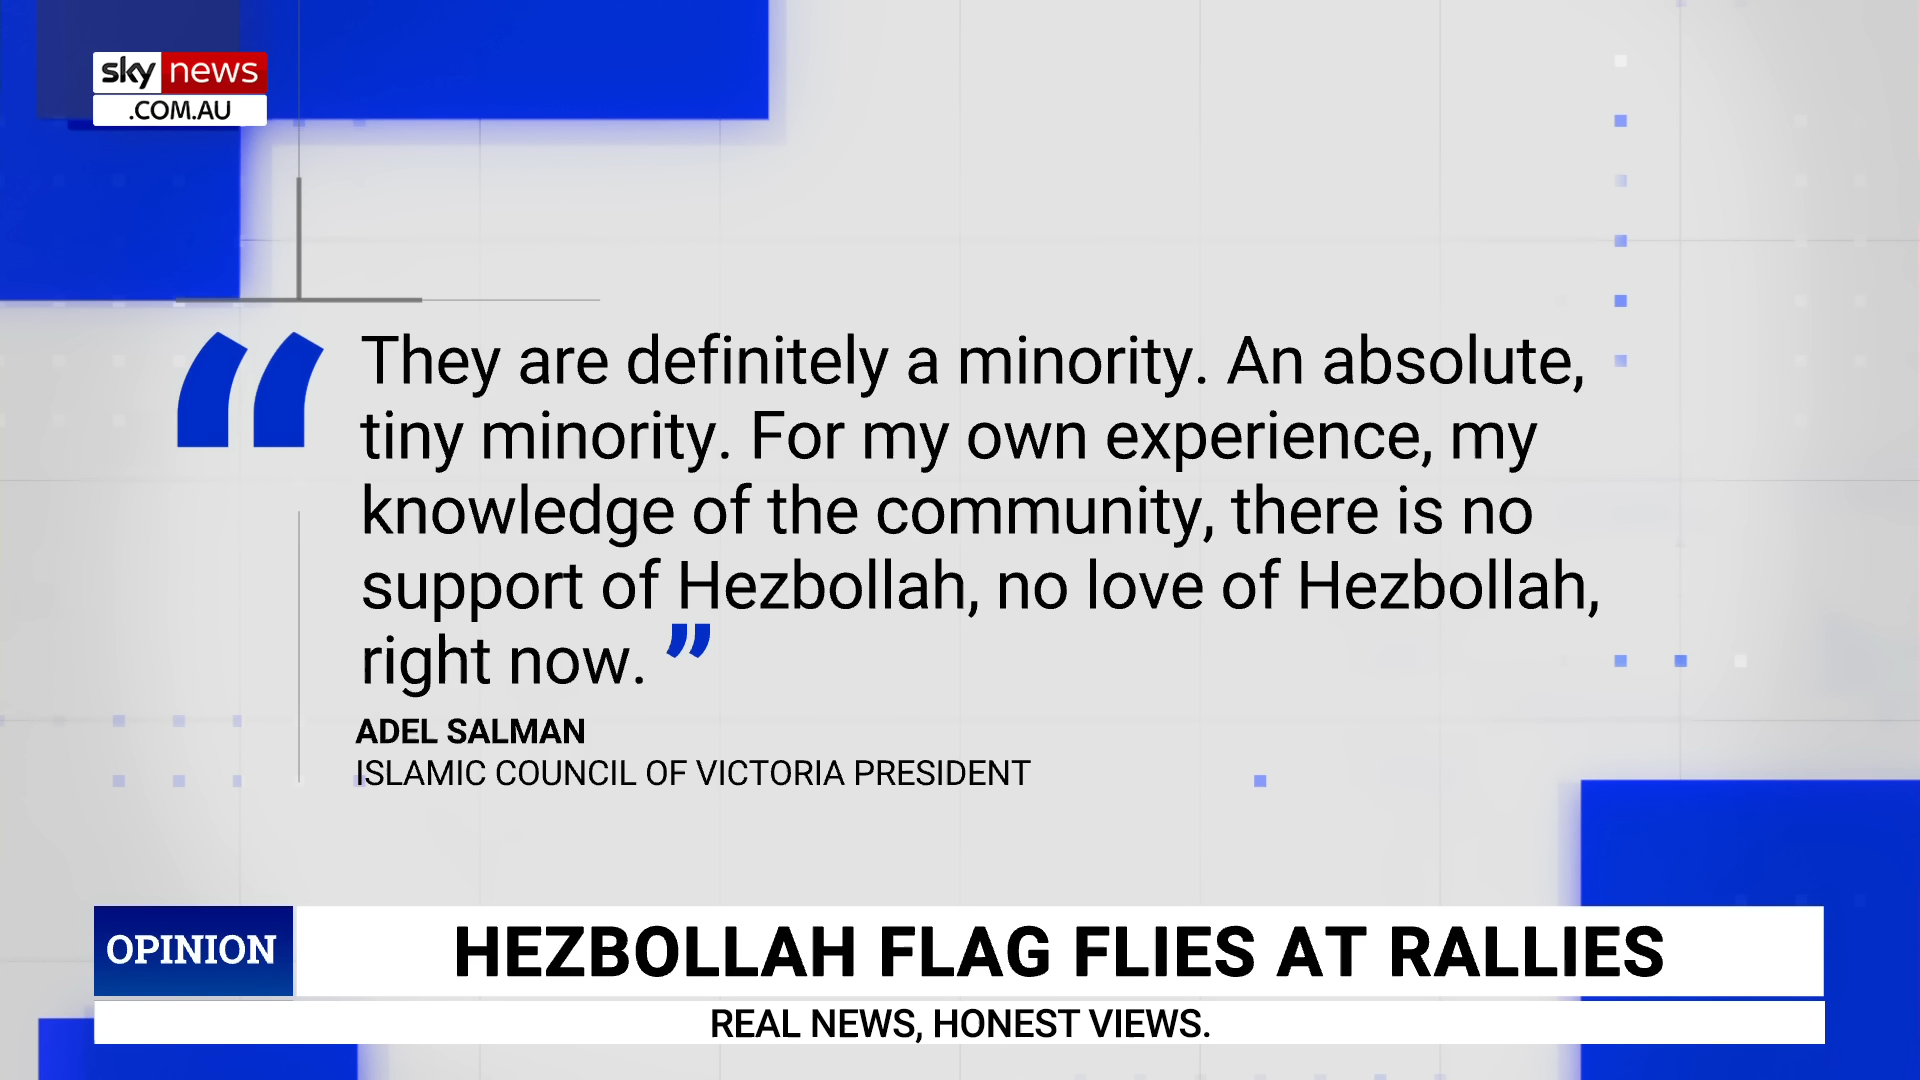 sky news
.COM.AU
“They are definitely a minority. An absolute,
tiny minority. For my own experience, my
knowledge of the community, there is no
support of Hezbollah, no love of Hezbollah,
right now.”
ADEL SALMAN
ISLAMIC COUNCIL OF VICTORIA PRESIDENT
OPINION
HEZBOLLAH FLAG FLIES AT RALLIES
REAL NEWS, HONEST VIEWS.